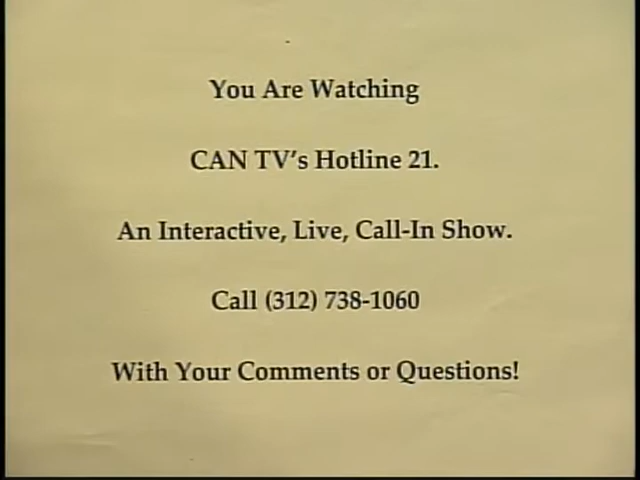 You Are Watching
CAN TV's Hotline 21.
An Interactive, Live, Call-In Show.
Call (312) 738-1060
With Your Comments or Questions!